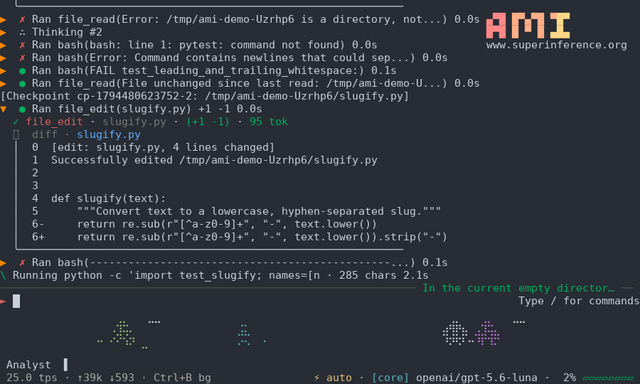 ▶ ✗ Ran file_read(Error: /tmp/ami-demo-Uzrhp6 is a directory, not...) 0.0s
▶ ∴ Thinking #2
▶ ✗ Ran bash(bash: line 1: pytest: command not found) 0.0s
▶ ✗ Ran bash(Error: Command contains newlines that could sep...) 0.0s
▶ ● Ran bash(FAIL test_leading_and_trailing_whitespace:) 0.1s
▶ ● Ran file_read(File unchanged since last read: /tmp/ami-demo-U...) 0.0s
AMI
www.superinference.org
[Checkpoint cp-1794480623752-2: /tmp/ami-demo-Uzrhp6/slugify.py]
▼ ● Ran file_edit(slugify.py) +1 -1 0.0s
✓ file_edit · slugify.py · (+1 -1) · 95 tok
diff · slugify.py
0 [edit: slugify.py, 4 lines changed]
1 Successfully edited /tmp/ami-demo-Uzrhp6/slugify.py
2
3
4 def slugify(text):
5 """Convert text to a lowercase, hyphen-separated slug."""
6- return re.sub(r"[^a-z0-9]+", "-", text.lower())
6+ return re.sub(r"[^a-z0-9]+", "-", text.lower()).strip("-")
▶ ✗ Ran bash(----------------------------------------------...) 0.1s
\ Running python -c 'import test_slugify; names=[n · 285 chars 2.1s
In the current empty director…
Type / for commands
Analyst
25.0 tps · ↑39k ↓593 · Ctrl+B bg
⚡ auto · [core] openai/gpt-5.6-luna · 2%